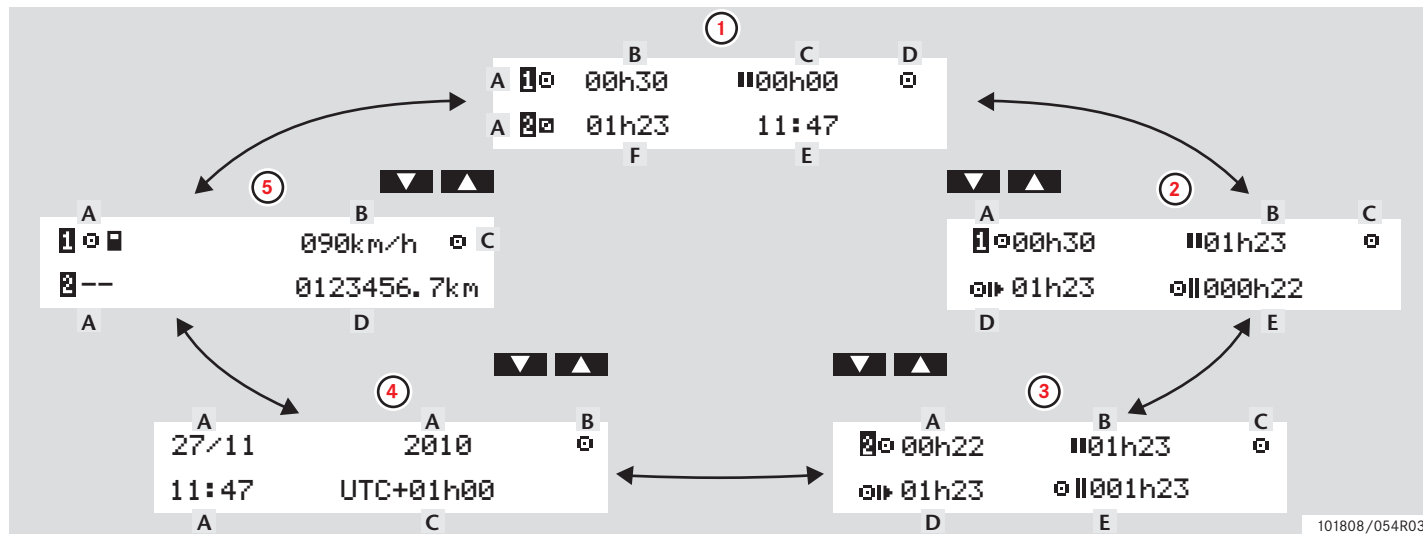 1
B C D
A 1 00h30 00h00
A 2 01h23 11:47
F E
5
A B
1 090km/h C
2 -- 0123456.7km
A D
2
A B C
1 00h30 01h23
01h23 000h22
D E
4
A A B
27/11 2010
11:47 UTC+01h00
A C
3
A B C
2 00h22 01h23
01h23 001h23
D E
101808/054R03